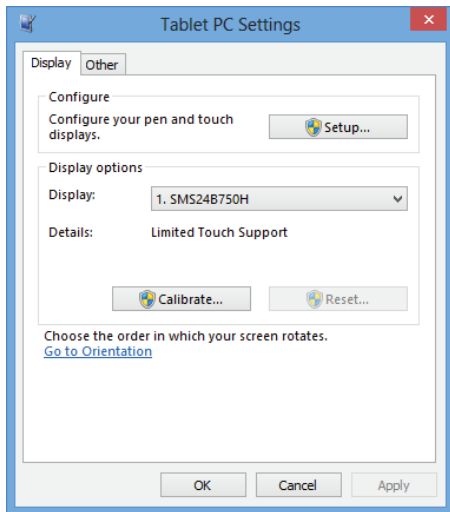 Tablet PC Settings
Display
Other
Configure
Configure your pen and touch
displays.
Setup...
Display options
Display:
1. SMS24B750H
Details:
Limited Touch Support
Calibrate...
Reset...
Choose the order in which your screen rotates.
Go to Orientation
OK
Cancel
Apply